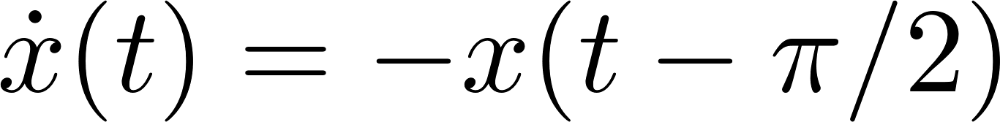 ẋ(t) = −x(t − π/2)